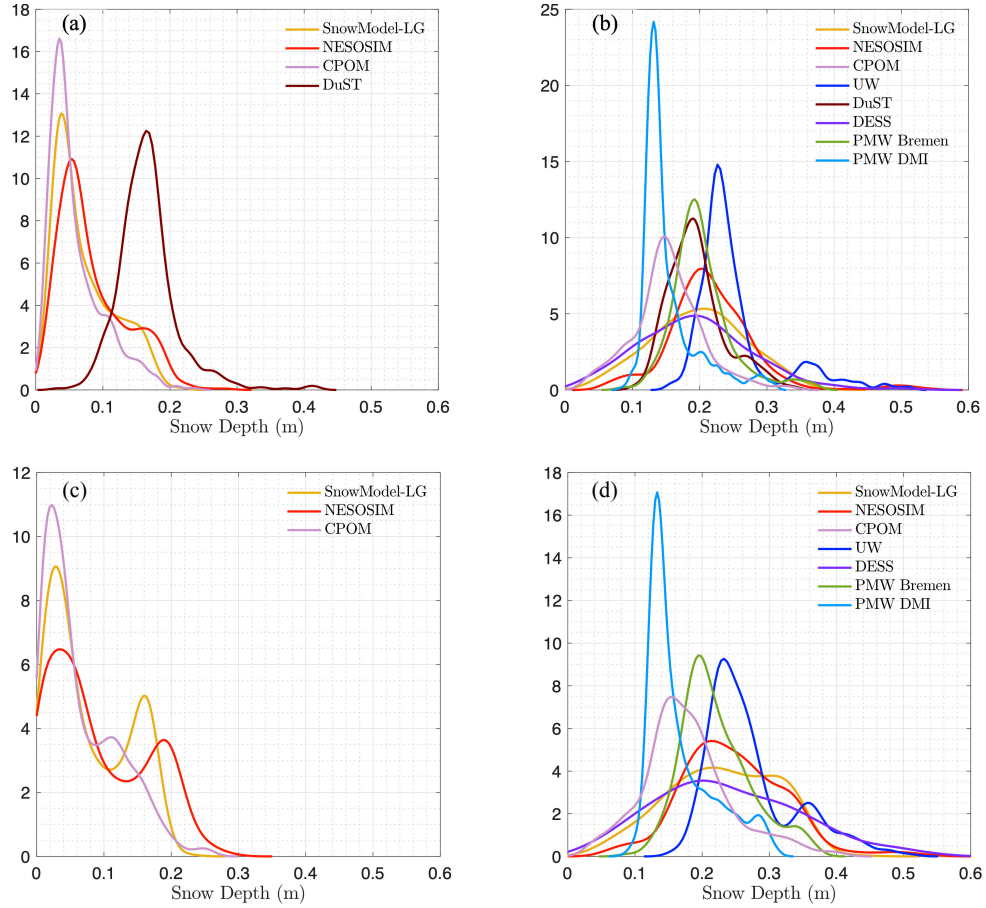 (a)
SnowModel-LG
NESOSIM
CPOM
DuST
18
16
14
12
10
8
6
4
2
0
0
0.1
0.2
0.3
0.4
0.5
0.6
Snow Depth (m)
(b)
SnowModel-LG
NESOSIM
CPOM
UW
DuST
DESS
PMW Bremen
PMW DMI
25
20
15
10
5
0
0
0.1
0.2
0.3
0.4
0.5
0.6
Snow Depth (m)
(c)
SnowModel-LG
NESOSIM
CPOM
12
10
8
6
4
2
0
0
0.1
0.2
0.3
0.4
0.5
0.6
Snow Depth (m)
(d)
SnowModel-LG
NESOSIM
CPOM
UW
DESS
PMW Bremen
PMW DMI
18
16
14
12
10
8
6
4
2
0
0
0.1
0.2
0.3
0.4
0.5
0.6
Snow Depth (m)